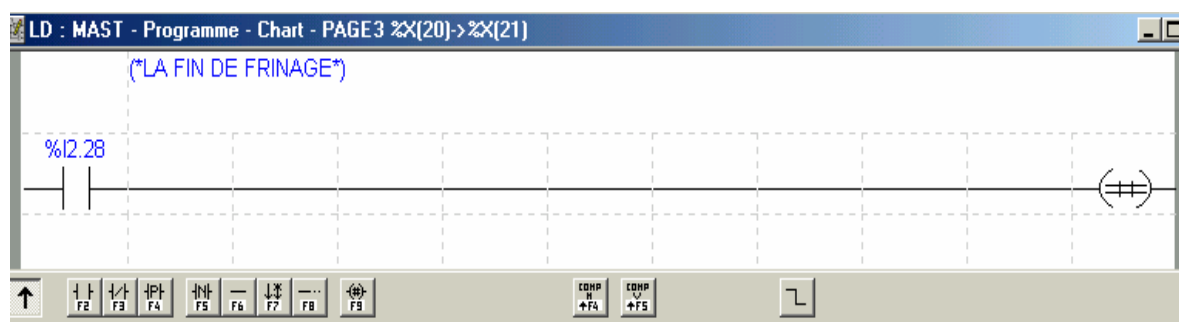 LD : MAST - Programme - Chart - PAGE3 %X(20)->%X(21)
(*LA FIN DE FRINAGE*)
%I2.28
F2 F3 F4 F5 F6 F7 F8 F9 COMP H ↑F4 COMP V ↑F5